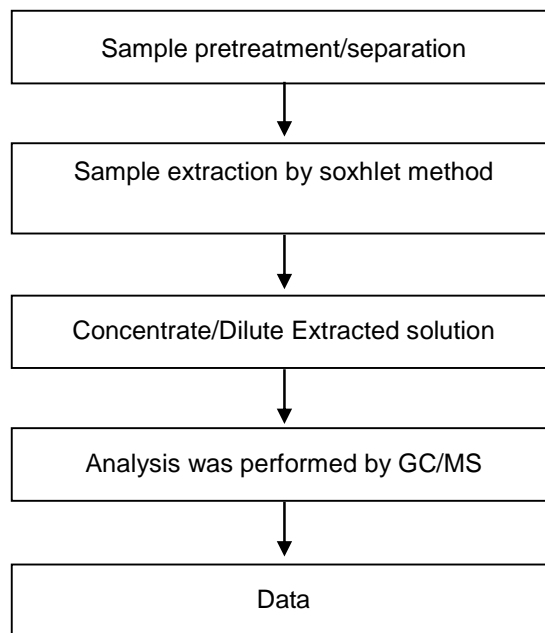 Sample pretreatment/separation
Sample extraction by soxhlet method
Concentrate/Dilute Extracted solution
Analysis was performed by GC/MS
Data